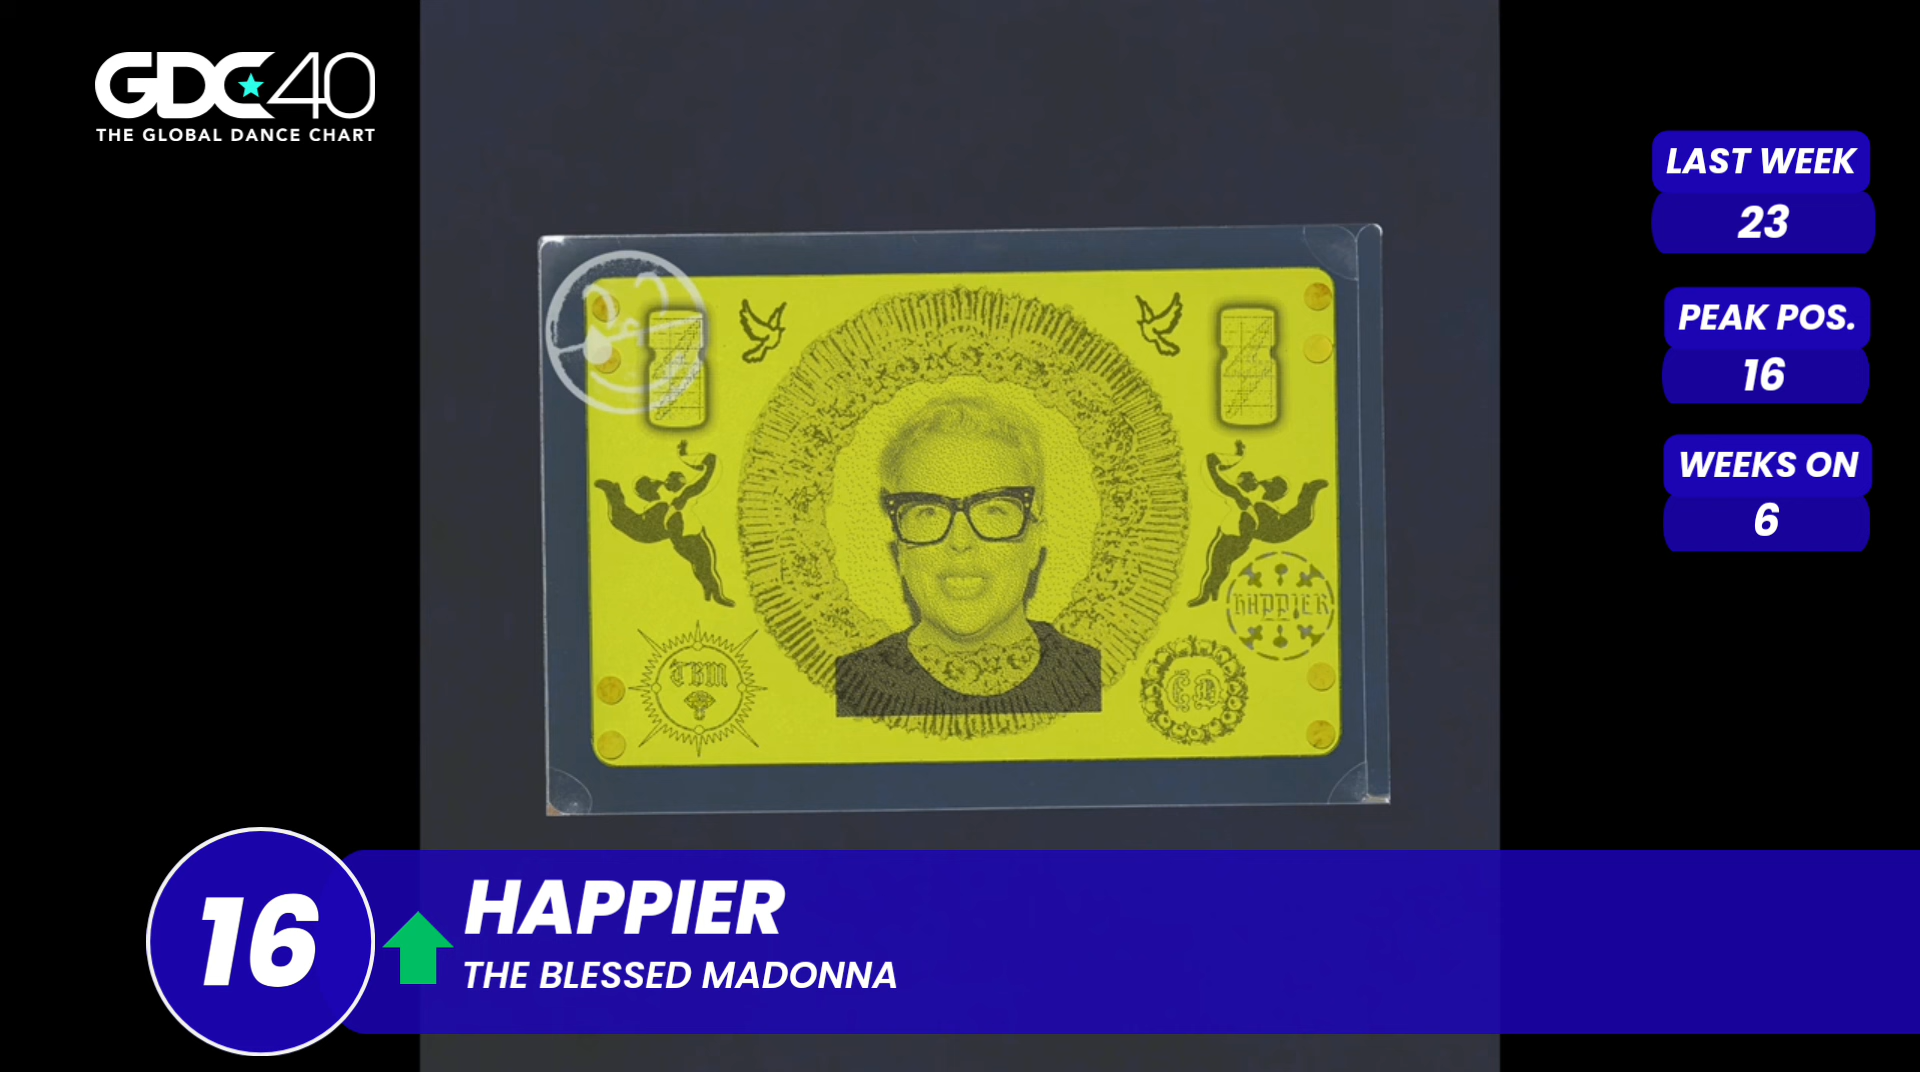 GDC40
THE GLOBAL DANCE CHART
LAST WEEK
23
PEAK POS.
16
WEEKS ON
6
HAPPIER
TBM
CD
16
HAPPIER
THE BLESSED MADONNA